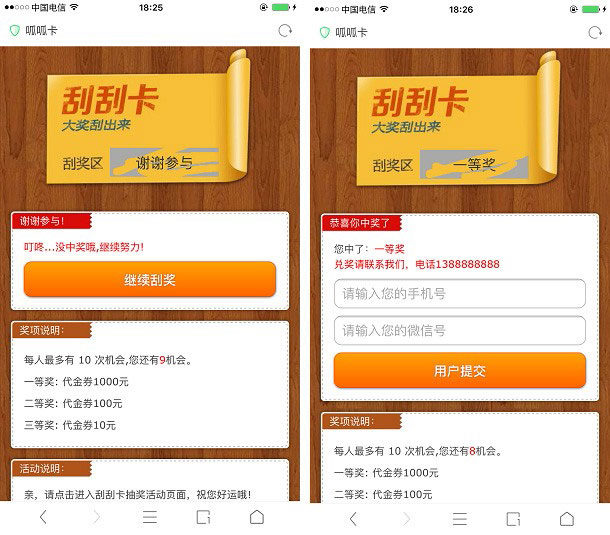 中国电信
18:25
呱呱卡
刮刮卡
大奖刮出来
刮奖区
谢谢参与
谢谢参与!
叮咚...没中奖哦,继续努力!
继续刮奖
奖项说明:
每人最多有 10 次机会,您还有9机会。
一等奖: 代金券1000元
二等奖: 代金券100元
三等奖: 代金券10元
活动说明:
亲，请点击进入刮刮卡抽奖活动页面，祝您好运哦!
中国电信
18:26
呱呱卡
刮刮卡
大奖刮出来
刮奖区
一等奖
恭喜你中奖了
您中了：一等奖
兑奖请联系我们，电话1388888888
请输入您的手机号
请输入您的微信号
用户提交
奖项说明:
每人最多有 10 次机会,您还有8机会。
一等奖: 代金券1000元
二等奖: 代金券100元